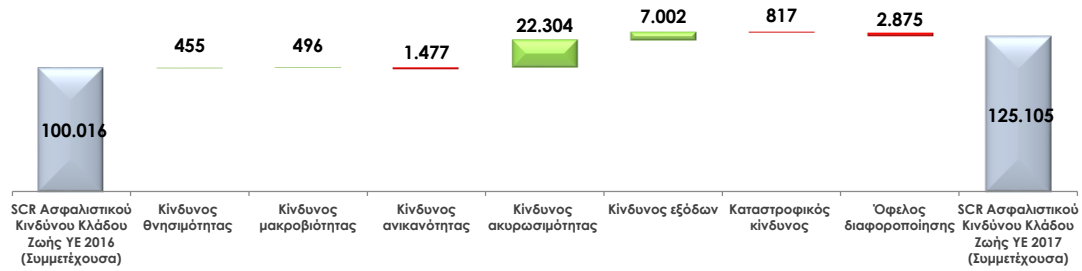 22.304
7.002
817
2.875
455
496
1.477
100.016
125.105
SCR Ασφαλιστικού
Κινδύνου Κλάδου
Ζωής ΥΕ 2016
(Συμμετέχουσα)
Κίνδυνος
θνησιμότητας
Κίνδυνος
μακροβιότητας
Κίνδυνος
ανικανότητας
Κίνδυνος
ακυρωσιμότητας
Κίνδυνος εξόδων
Καταστροφικός
κίνδυνος
Όφελος
διαφοροποίησης
SCR Ασφαλιστικού
Κινδύνου Κλάδου
Ζωής ΥΕ 2017
(Συμμετέχουσα)